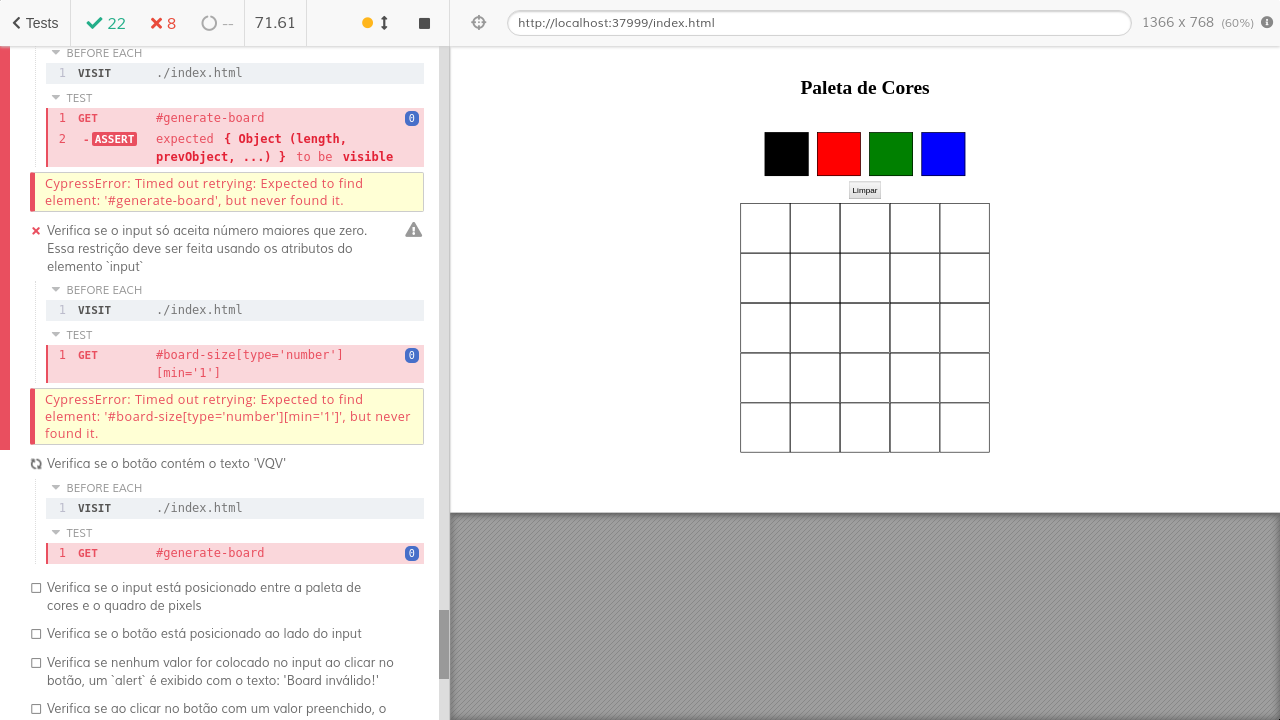 Tests
22
8
--
71.61
http://localhost:37999/index.html
1366 x 768 (60%)
BEFORE EACH
1 VISIT ./index.html
TEST
1 GET #generate-board 0
2 -ASSERT expected { Object (length,
prevObject, ...) } to be visible
CypressError: Timed out retrying: Expected to find
element: '#generate-board', but never found it.
Verifica se o input só aceita número maiores que zero.
Essa restrição deve ser feita usando os atributos do
elemento `input`
BEFORE EACH
1 VISIT ./index.html
TEST
1 GET #board-size[type='number'] 0
[min='1']
CypressError: Timed out retrying: Expected to find
element: '#board-size[type='number'][min='1']', but never
found it.
Verifica se o botão contém o texto 'VQV'
BEFORE EACH
1 VISIT ./index.html
TEST
1 GET #generate-board 0
Verifica se o input está posicionado entre a paleta de
cores e o quadro de pixels
Verifica se o botão está posicionado ao lado do input
Verifica se nenhum valor for colocado no input ao clicar no
botão, um `alert` é exibido com o texto: 'Board inválido!'
Verifica se ao clicar no botão com um valor preenchido, o
Paleta de Cores
Limpar